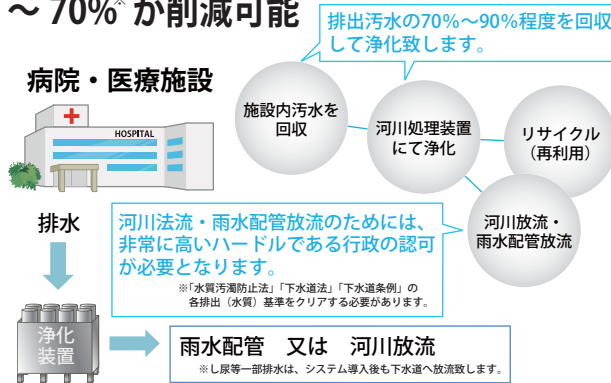 ～ 70%※ が削減可能
排出汚水の70%～90%程度を回収
して浄化致します。
病院・医療施設
HOSPITAL
施設内汚水を
回収
河川処理装置
にて浄化
リサイクル
（再利用）
河川放流・
雨水配管放流
排水
河川法流・雨水配管放流のためには、
非常に高いハードルである行政の認可
が必要となります。
※「水質汚濁防止法」「下水道法」「下水道条例」の
各排出（水質）基準をクリアする必要があります。
浄化
装置
雨水配管　又は　河川放流
※し尿等一部排水は、システム導入後も下水道へ放流致します。